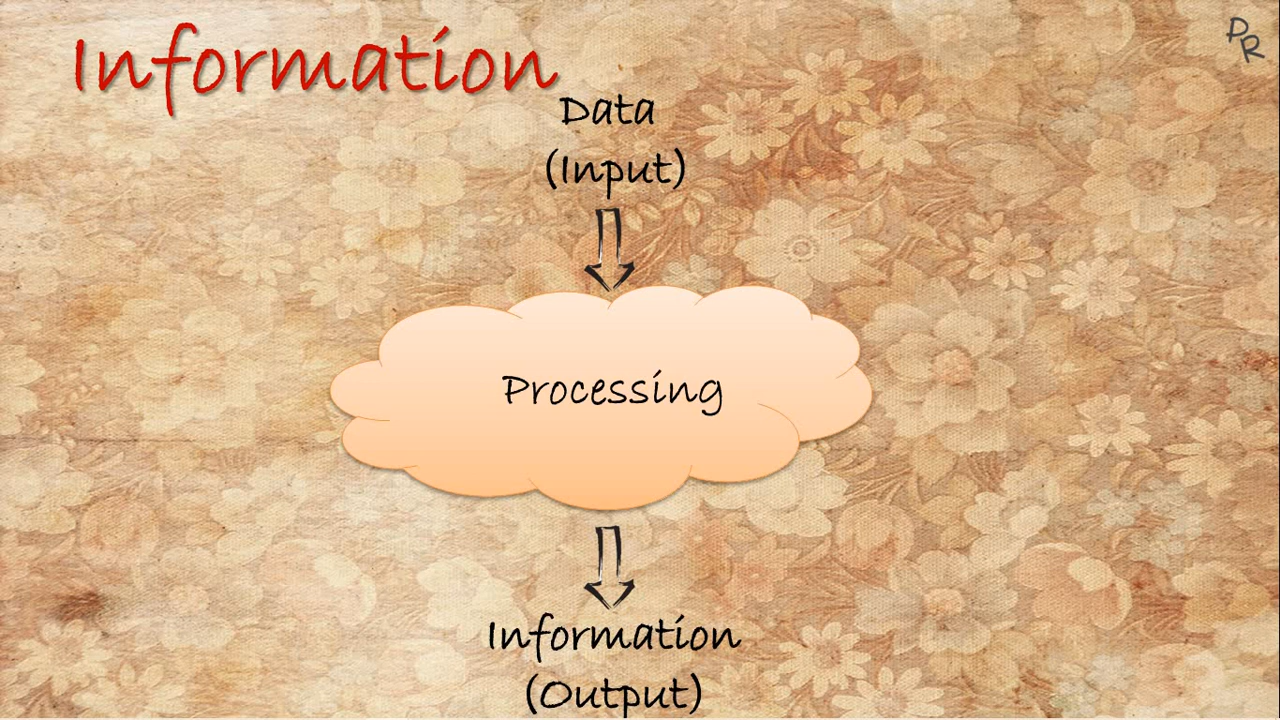 Information
PR
Data
(Input)
Processing
Information
(Output)